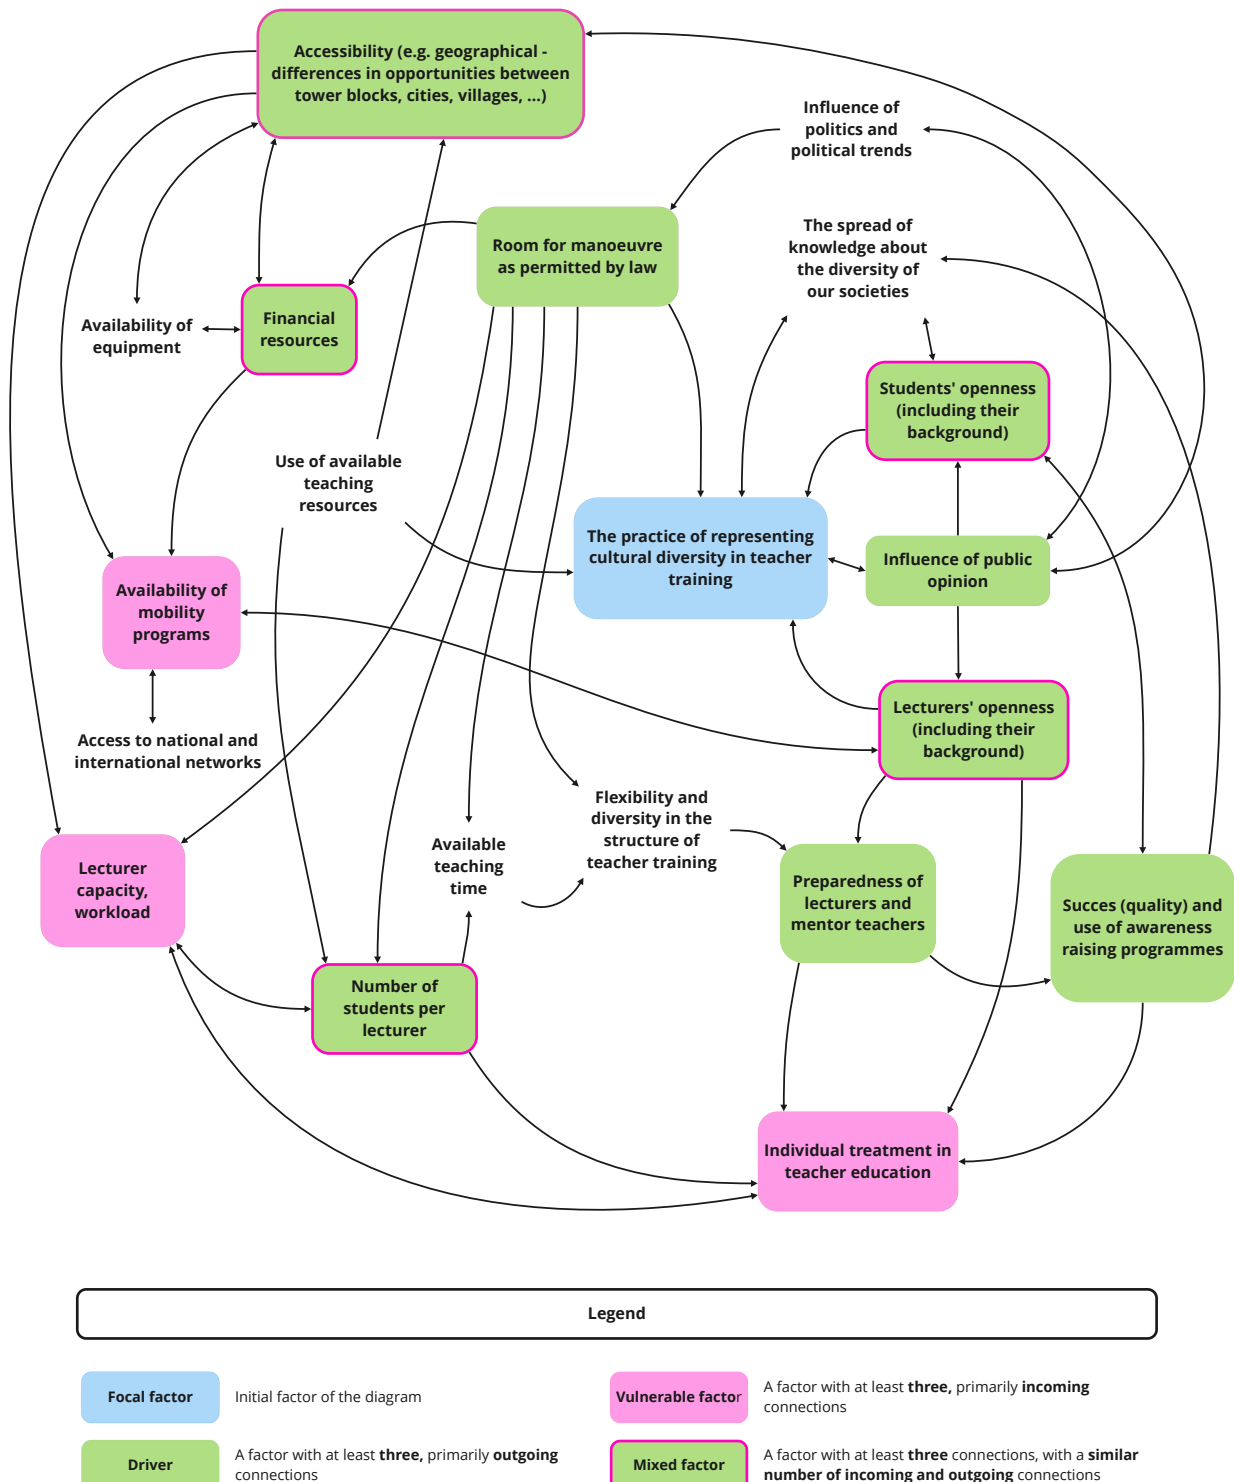 Accessibility (e.g. geographical -
differences in opportunities between
tower blocks, cities, villages, ...)
Influence of
politics and
political trends
The spread of
knowledge about
the diversity of
our societies
Room for manoeuvre
as permitted by law
Financial
resources
Availability of
equipment
Students' openness
(including their
background)
Use of available
teaching
resources
The practice of representing
cultural diversity in teacher
training
Influence of public
opinion
Availability of
mobility
programs
Lecturers' openness
(including their
background)
Access to national and
international networks
Flexibility and
diversity in the
structure of
teacher training
Available
teaching
time
Lecturer
capacity,
workload
Preparedness of
lecturers and
mentor teachers
Succes (quality) and
use of awareness
raising programmes
Number of
students per
lecturer
Individual treatment in
teacher education
Legend
Focal factor
Initial factor of the diagram
Vulnerable factor
A factor with at least three, primarily incoming
connections
Driver
A factor with at least three, primarily outgoing
connections
Mixed factor
A factor with at least three connections, with a similar
number of incoming and outgoing connections